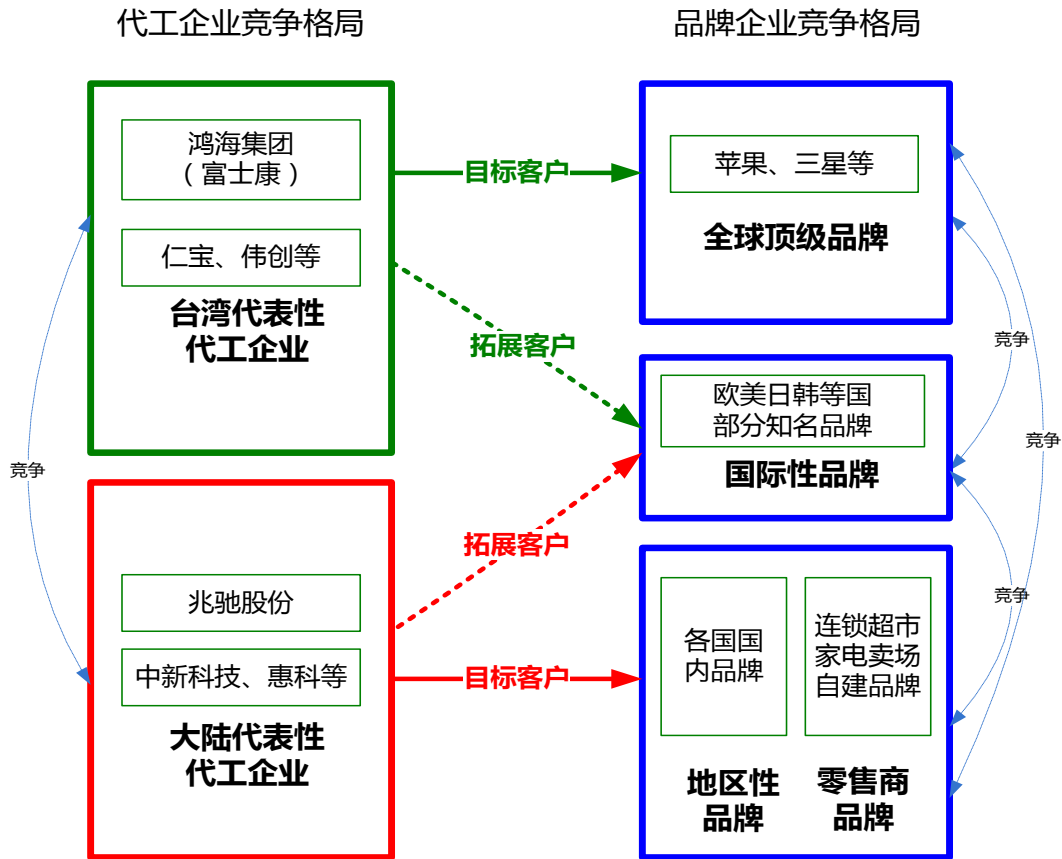 代工企业竞争格局
品牌企业竞争格局
鸿海集团
（富士康）
仁宝、伟创等
台湾代表性
代工企业
目标客户
苹果、三星等
全球顶级品牌
拓展客户
竞争
欧美日韩等国
部分知名品牌
国际性品牌
竞争
竞争
拓展客户
兆驰股份
中新科技、惠科等
大陆代表性
代工企业
目标客户
各国国
内品牌
连锁超市
家电卖场
自建品牌
竞争
地区性
品牌
零售商
品牌